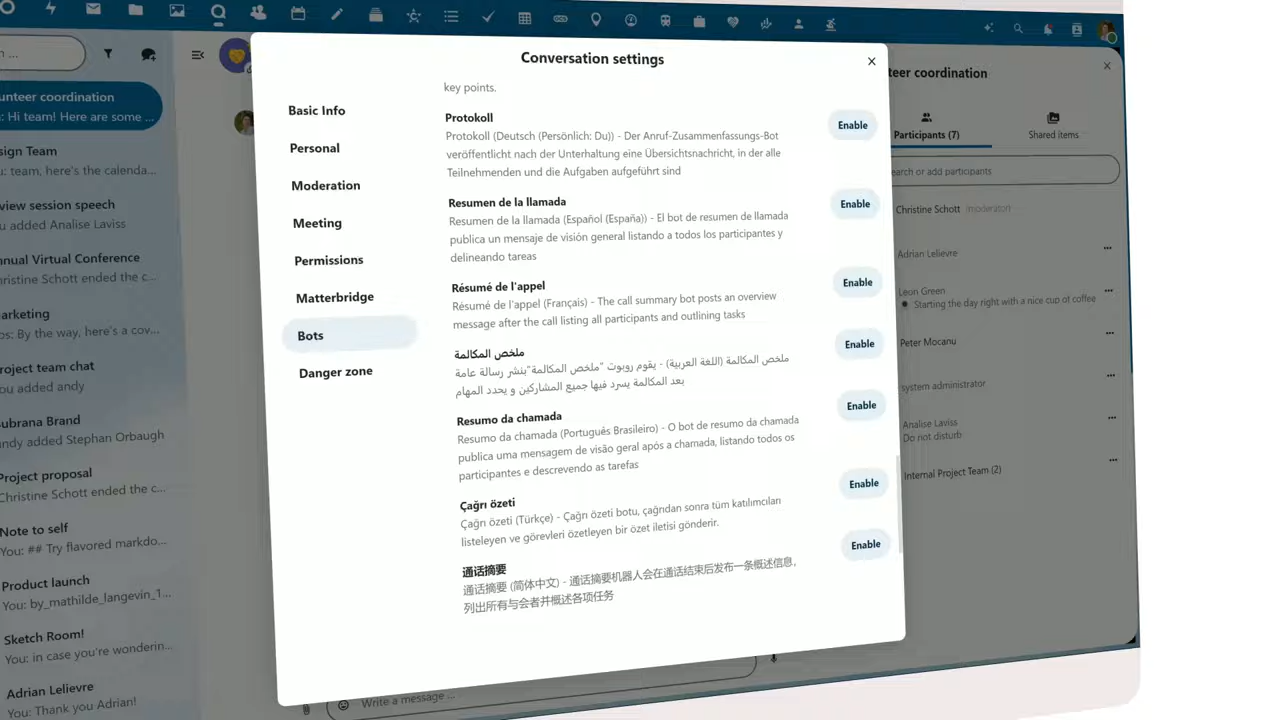 Conversation settings
Basic Info
Personal
Moderation
Meeting
Permissions
Matterbridge
Bots
Danger zone
key points.
Protokoll
Protokoll (Deutsch (Persönlich: Du)) - Der Anruf-Zusammenfassungs-Bot
veröffentlicht nach der Unterhaltung eine Übersichtsnachricht, in der alle
Teilnehmenden und die Aufgaben aufgeführt sind
Enable
Resumen de la llamada
Resumen de la llamada (Español (España)) - El bot de resumen de llamada
publica un mensaje de visión general listando a todos los participantes y
delineando tareas
Enable
Résumé de l'appel
Résumé de l'appel (Français) - The call summary bot posts an overview
message after the call listing all participants and outlining tasks
Enable
ملخص المكالمة
ملخص المكالمة (اللغة العربية) - يقوم روبوت "ملخص المكالمة"بنشر رسالة عامة
بعد المكالمة يسرد فيها جميع المشاركين و يحدد المهام
Enable
Resumo da chamada
Resumo da chamada (Português Brasileiro) - O bot de resumo da chamada
publica uma mensagem de visão geral após a chamada, listando todos os
participantes e descrevendo as tarefas
Enable
Çağrı özeti
Çağrı özeti (Türkçe) - Çağrı özeti botu, çağrıdan sonra tüm katılımcıları
listeleyen ve görevleri özetleyen bir özet iletisi gönderir.
Enable
通话摘要
通话摘要 (简体中文) - 通话摘要机器人会在通话结束后发布一条概述信息，
列出所有与会者并概述各项任务
Enable
unteer coordination
: Hi team! Here are some ...
sign Team
u: team, here's the calenda...
view session speech
u added Analise Laviss
nnual Virtual Conference
hristine Schott ended the c...
arketing
os: By the way, here's a cov...
roject team chat
ou added andy
ubrana Brand
ndy added Stephan Orbaugh
Project proposal
Christine Schott ended the c...
Note to self
You: ## Try flavored markdo...
Product launch
You: by_mathilde_langevin_1...
Sketch Room!
You: in case you're wonderin...
Adrian Lelievre
You: Thank you Adrian!
Write a message ...
teer coordination
Participants (7)
Shared items
earch or add participants
Christine Schott (moderator)
Adrian Lelievre
Leon Green
Starting the day right with a nice cup of coffee
Peter Mocanu
system administrator
Analise Laviss
Do not disturb
Internal Project Team (2)